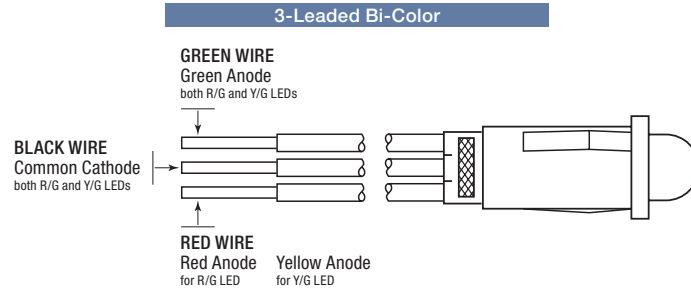 3-Leaded Bi-Color
GREEN WIRE
Green Anode
both R/G and Y/G LEDs
BLACK WIRE
Common Cathode
both R/G and Y/G LEDs
RED WIRE
Red Anode
for R/G LED
Yellow Anode
for Y/G LED